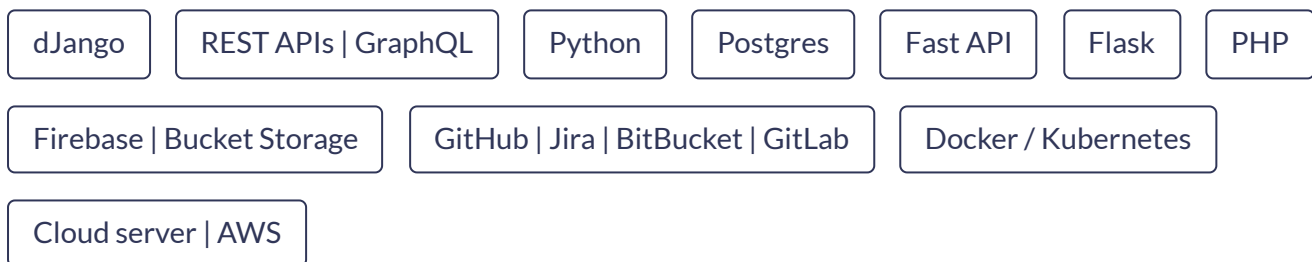 dJango REST APIs | GraphQL Python Postgres Fast API Flask PHP
Firebase | Bucket Storage GitHub | Jira | BitBucket | GitLab Docker / Kubernetes
Cloud server | AWS